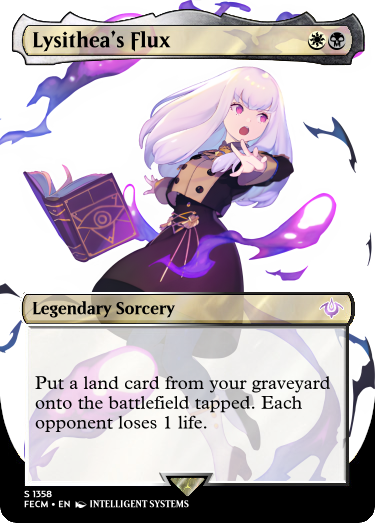 Lysithea's Flux
Legendary Sorcery
Put a land card from your graveyard
onto the battlefield tapped. Each
opponent loses 1 life.
S 1358
FECM • EN INTELLIGENT SYSTEMS